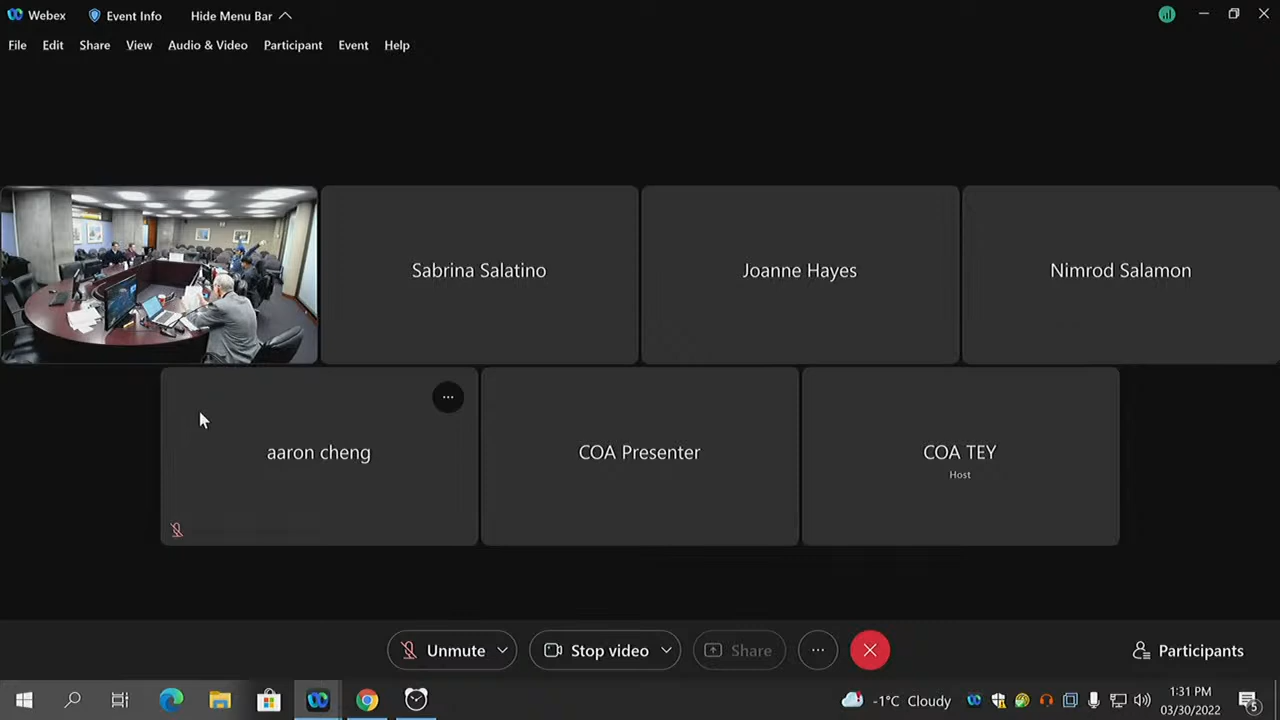 Webex
Event Info
Hide Menu Bar
File
Edit
Share
View
Audio & Video
Participant
Event
Help
Sabrina Salatino
Joanne Hayes
Nimrod Salamon
aaron cheng
COA Presenter
COA TEY
Host
Unmute
Stop video
Share
Participants
-1°C Cloudy
1:31 PM
03/30/2022
5